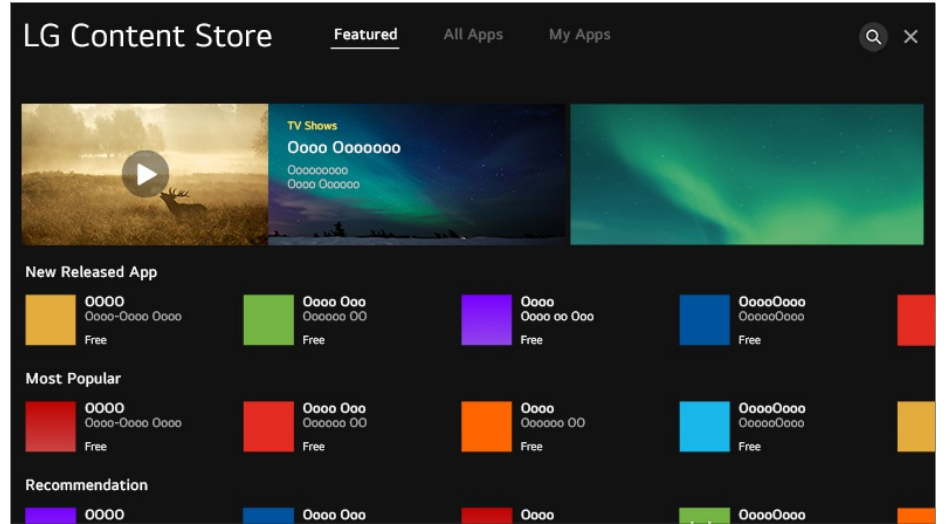 LG Content Store
Featured
All Apps
My Apps
TV Shows
Oooo Ooooooo
Ooooooooo
Oooo Oooooo
New Released App
OOOO
Oooo-Oooo Oooo
Free
Oooo Ooo
Oooooo OO
Free
Oooo
Oooo oo Ooo
Free
OoooOooo
OooooOooo
Free
Most Popular
OOOO
Oooo-Oooo Oooo
Free
Oooo Ooo
Oooooo OO
Free
Oooo
Oooooo OO
Free
OoooOooo
OooooOooo
Free
Recommendation
OOOO
Oooo Ooo
Oooo
OoooOooo